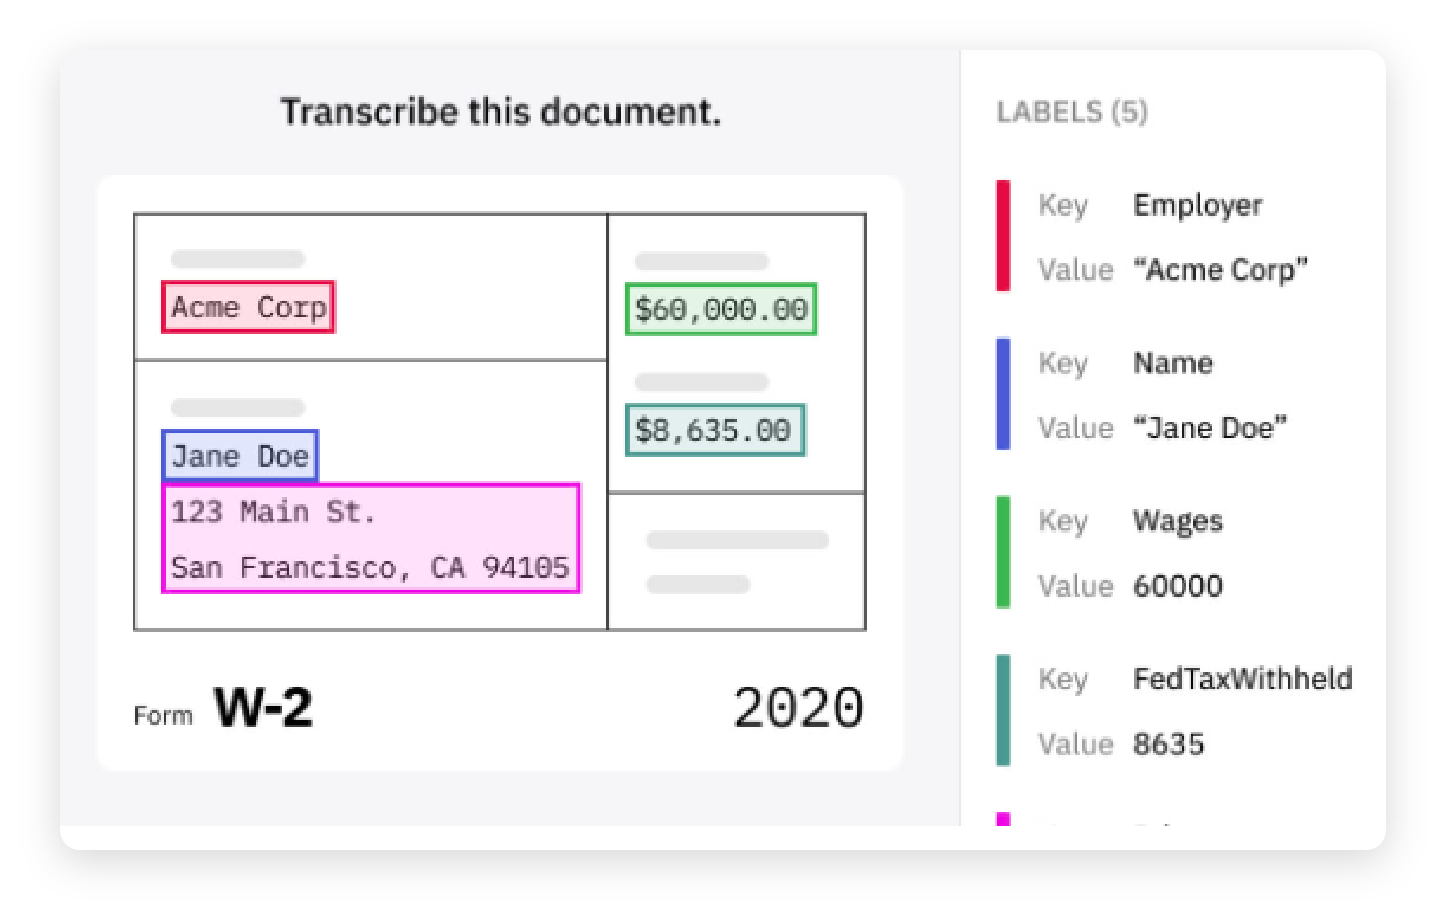 Transcribe this document.
Acme Corp
Jane Doe
123 Main St.
San Francisco, CA 94105
$60,000.00
$8,635.00
Form W-2
2020
LABELS (5)
Key Employer
Value “Acme Corp”
Key Name
Value “Jane Doe”
Key Wages
Value 60000
Key FedTaxWithheld
Value 8635